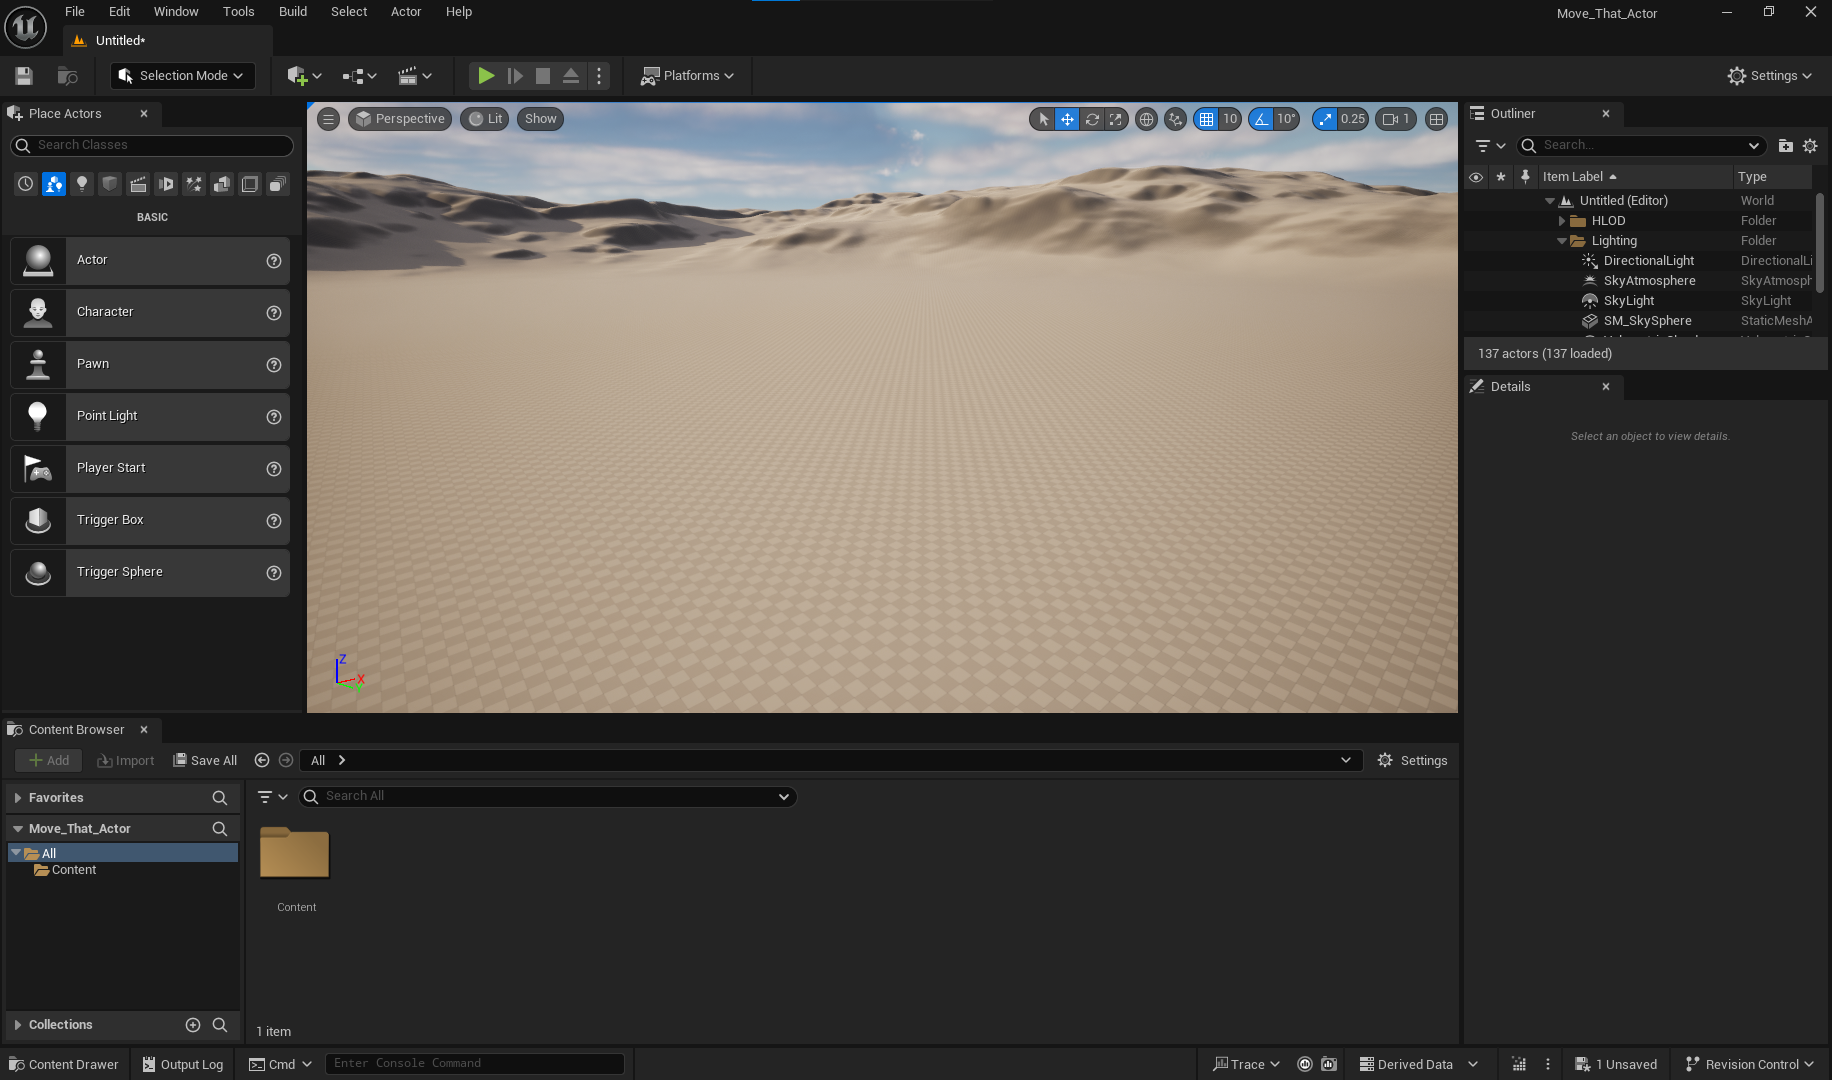 File Edit Window Tools Build Select Actor Help
Move_That_Actor
Untitled*
Selection Mode
Platforms
Settings
Place Actors
Search Classes
BASIC
Actor
Character
Pawn
Point Light
Player Start
Trigger Box
Trigger Sphere
Perspective Lit Show
10 10° 0.25 1
Z
X
Y
Outliner
Search...
Item Label Type
Untitled (Editor) World
HLOD Folder
Lighting Folder
DirectionalLight DirectionalLi
SkyAtmosphere SkyAtmosph
SkyLight SkyLight
SM_SkySphere StaticMeshA
137 actors (137 loaded)
Details
Select an object to view details.
Content Browser
Add Import Save All All Settings
Favorites
Move_That_Actor
All
Content
Collections
Search All
Content
1 item
Content Drawer Output Log Cmd Enter Console Command Trace Derived Data 1 Unsaved Revision Control